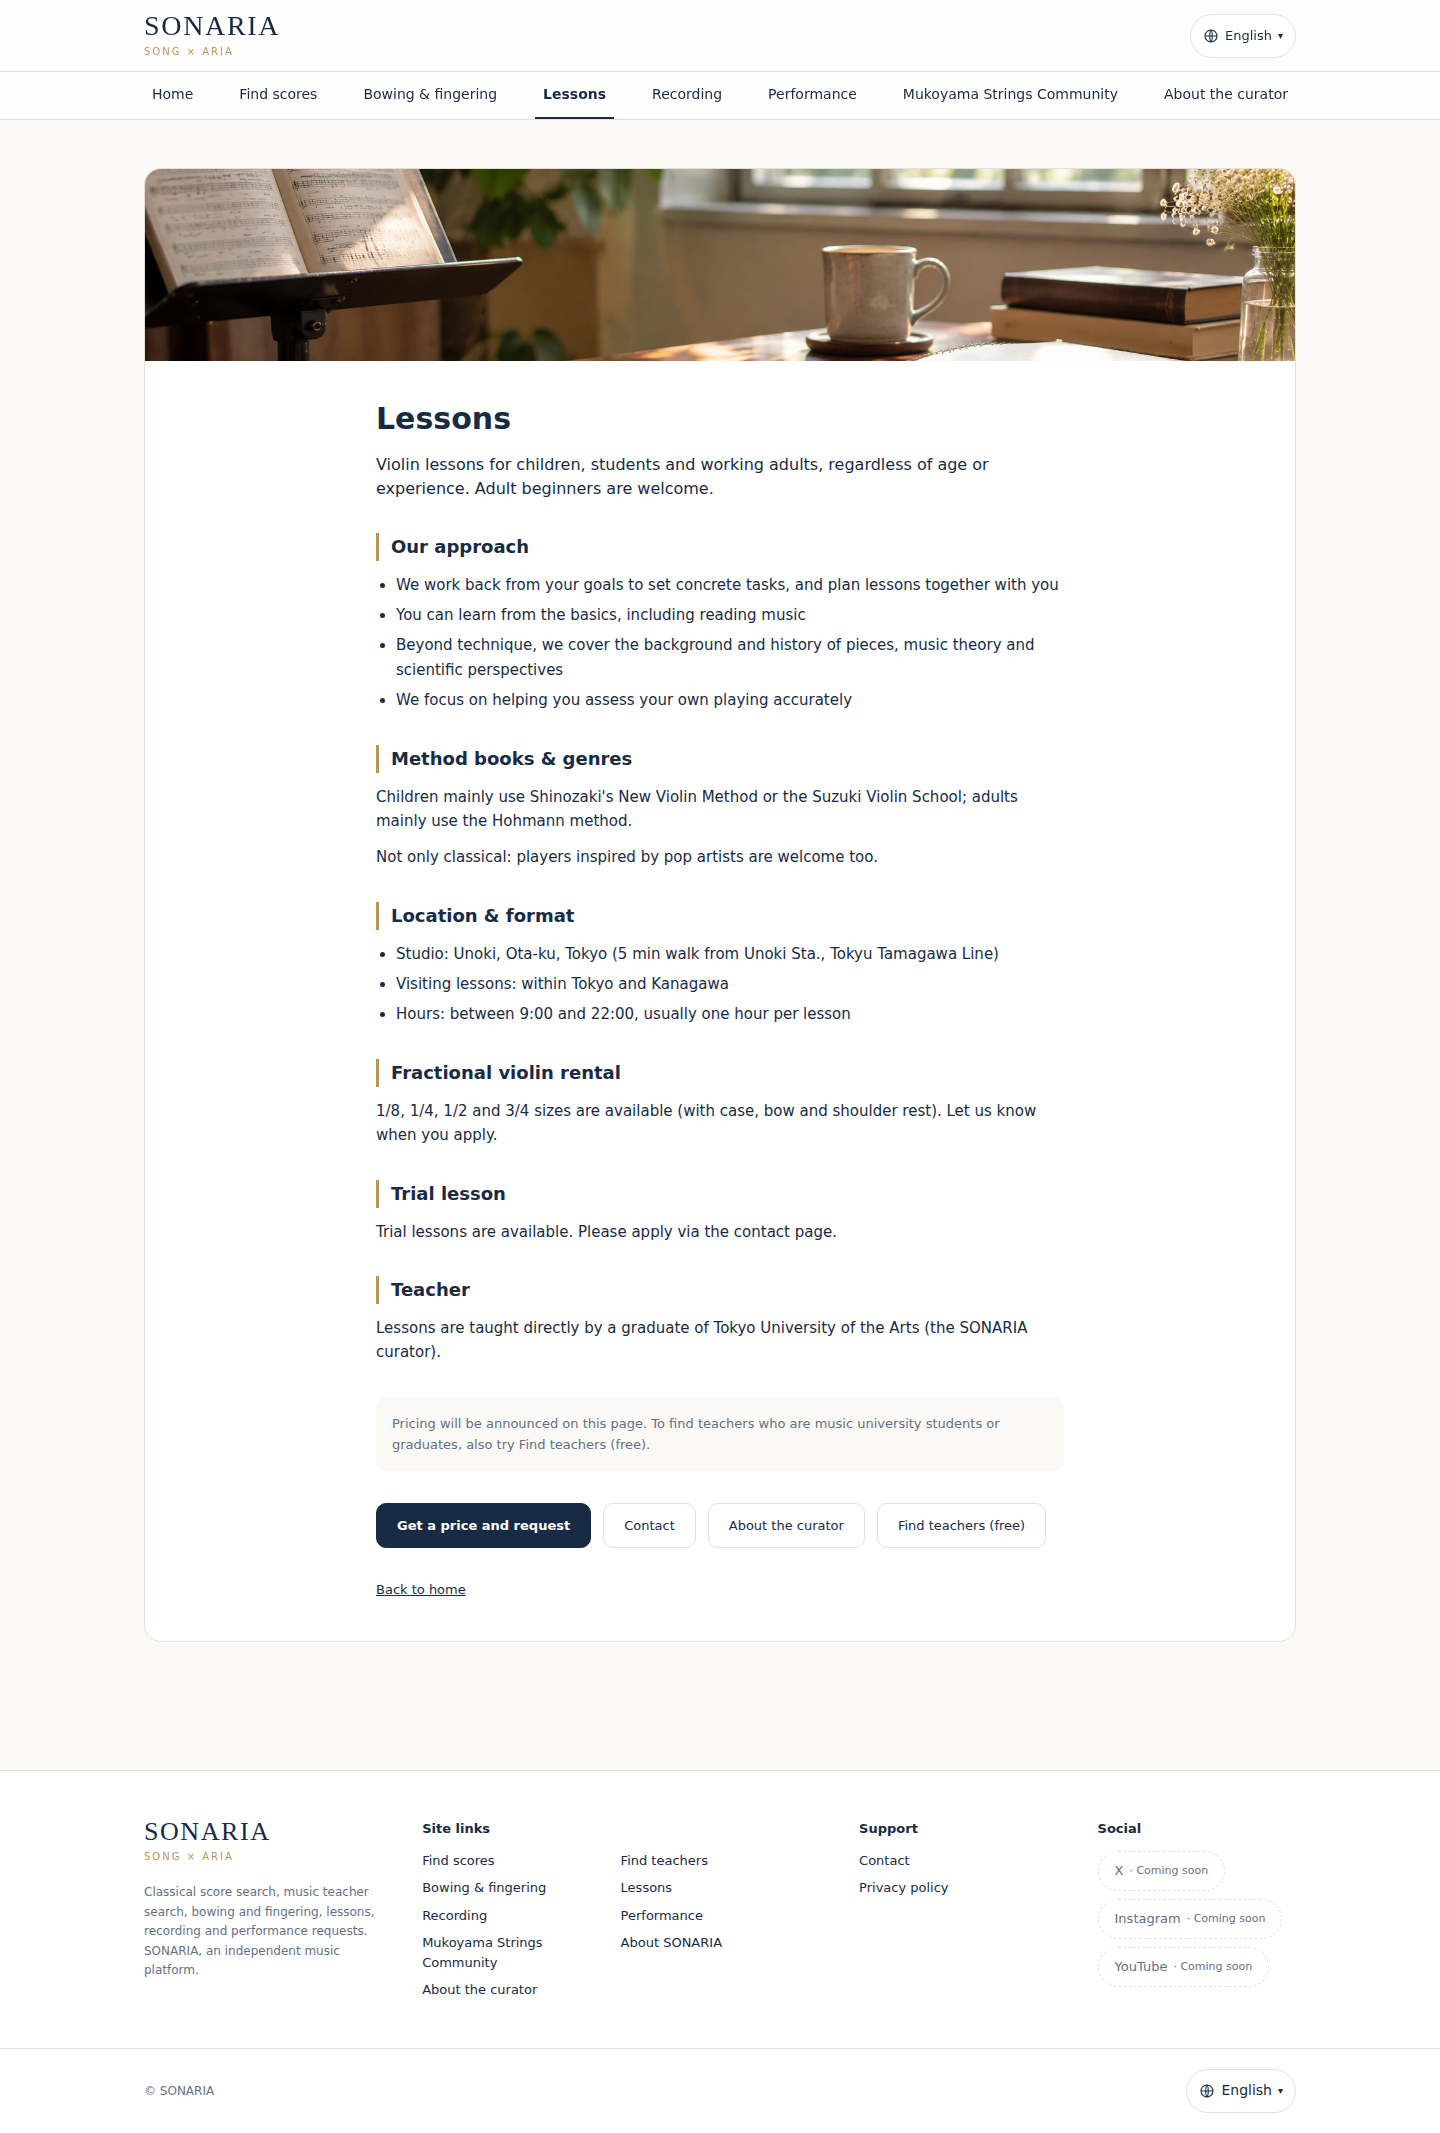 SONARIA
SONG × ARIA
English ▾
Home
Find scores
Bowing & fingering
Lessons
Recording
Performance
Mukoyama Strings Community
About the curator
Lessons
Violin lessons for children, students and working adults, regardless of age or
experience. Adult beginners are welcome.
Our approach
• We work back from your goals to set concrete tasks, and plan lessons together with you
• You can learn from the basics, including reading music
• Beyond technique, we cover the background and history of pieces, music theory and
scientific perspectives
• We focus on helping you assess your own playing accurately
Method books & genres
Children mainly use Shinozaki's New Violin Method or the Suzuki Violin School; adults
mainly use the Hohmann method.
Not only classical: players inspired by pop artists are welcome too.
Location & format
• Studio: Unoki, Ota-ku, Tokyo (5 min walk from Unoki Sta., Tokyu Tamagawa Line)
• Visiting lessons: within Tokyo and Kanagawa
• Hours: between 9:00 and 22:00, usually one hour per lesson
Fractional violin rental
1/8, 1/4, 1/2 and 3/4 sizes are available (with case, bow and shoulder rest). Let us know
when you apply.
Trial lesson
Trial lessons are available. Please apply via the contact page.
Teacher
Lessons are taught directly by a graduate of Tokyo University of the Arts (the SONARIA
curator).
Pricing will be announced on this page. To find teachers who are music university students or
graduates, also try Find teachers (free).
Get a price and request
Contact
About the curator
Find teachers (free)
Back to home
SONARIA
SONG × ARIA
Classical score search, music teacher
search, bowing and fingering, lessons,
recording and performance requests.
SONARIA, an independent music
platform.
Site links
Find scores
Bowing & fingering
Recording
Mukoyama Strings
Community
About the curator
Find teachers
Lessons
Performance
About SONARIA
Support
Contact
Privacy policy
Social
X · Coming soon
Instagram · Coming soon
YouTube · Coming soon
© SONARIA
English ▾